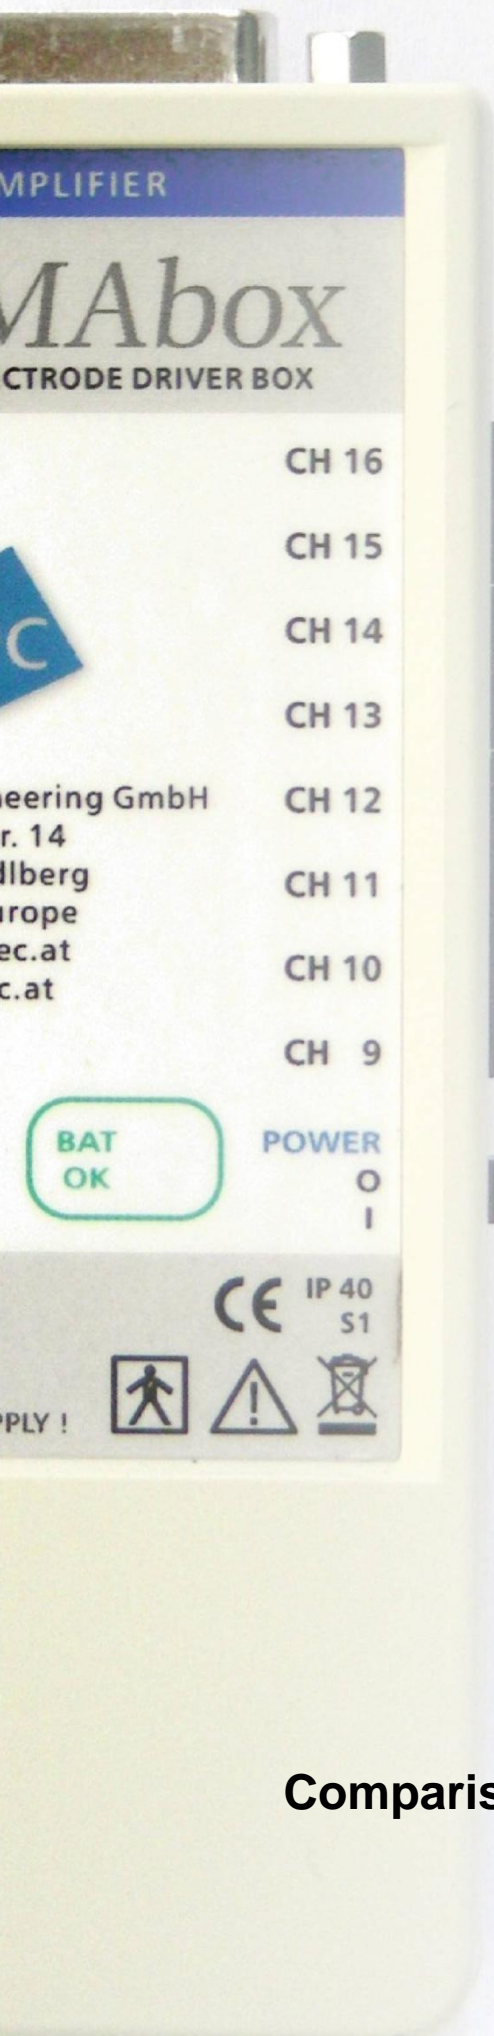 MPLIFIER
MAbox
CTRODE DRIVER BOX
CH 16
CH 15
CH 14
C
CH 13
neering GmbH
CH 12
r. 14
dlberg
CH 11
urope
ec.at
CH 10
c.at
CH 9
BAT
OK
POWER
O
I
CE
IP 40
S1
PPLY !
Comparis